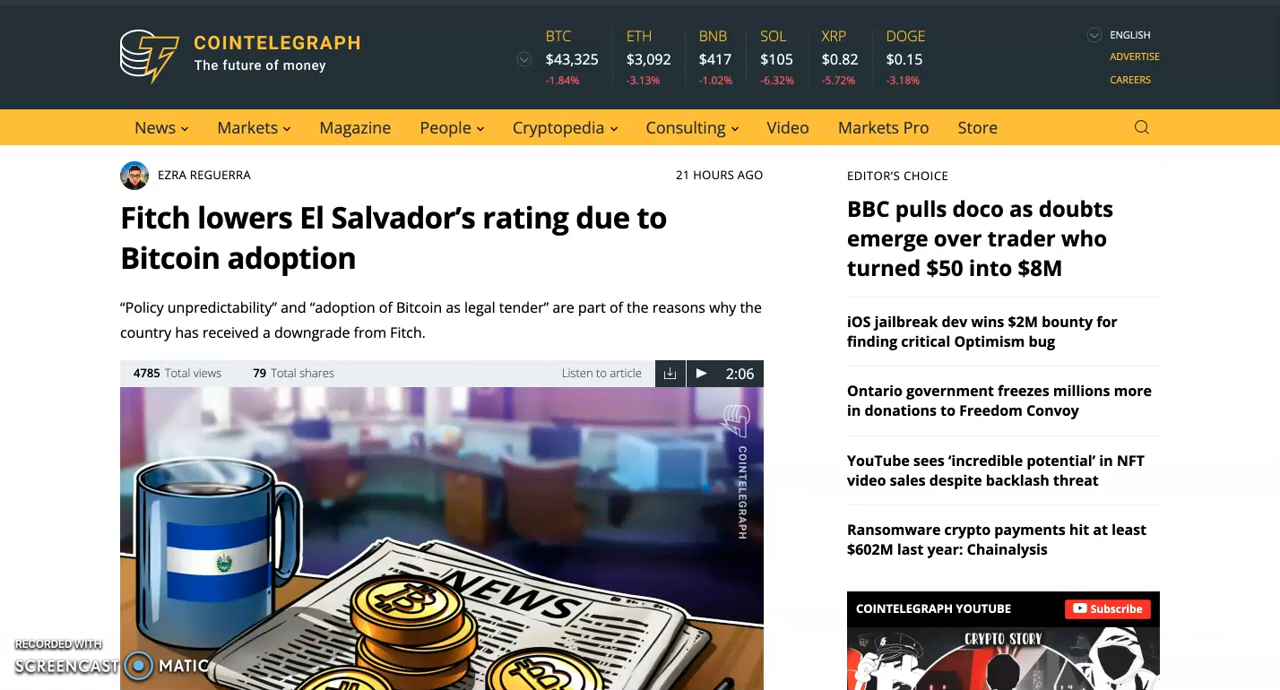 COINTELEGRAPH
The future of money
BTC
$43,325
-1.84%
ETH
$3,092
-3.13%
BNB
$417
-1.02%
SOL
$105
-6.32%
XRP
$0.82
-5.72%
DOGE
$0.15
-3.18%
ENGLISH
ADVERTISE
CAREERS
News Markets Magazine People Cryptopedia Consulting Video Markets Pro Store
EZRA REGUERRA
21 HOURS AGO
Fitch lowers El Salvador’s rating due to
Bitcoin adoption
“Policy unpredictability” and “adoption of Bitcoin as legal tender” are part of the reasons why the
country has received a downgrade from Fitch.
4785 Total views 79 Total shares Listen to article 2:06
COINTELEGRAPH
NEWS
EDITOR’S CHOICE
BBC pulls doco as doubts
emerge over trader who
turned $50 into $8M
iOS jailbreak dev wins $2M bounty for
finding critical Optimism bug
Ontario government freezes millions more
in donations to Freedom Convoy
YouTube sees ‘incredible potential’ in NFT
video sales despite backlash threat
Ransomware crypto payments hit at least
$602M last year: Chainalysis
COINTELEGRAPH YOUTUBE Subscribe
CRYPTO STORY
RECORDED WITH
SCREENCAST MATIC